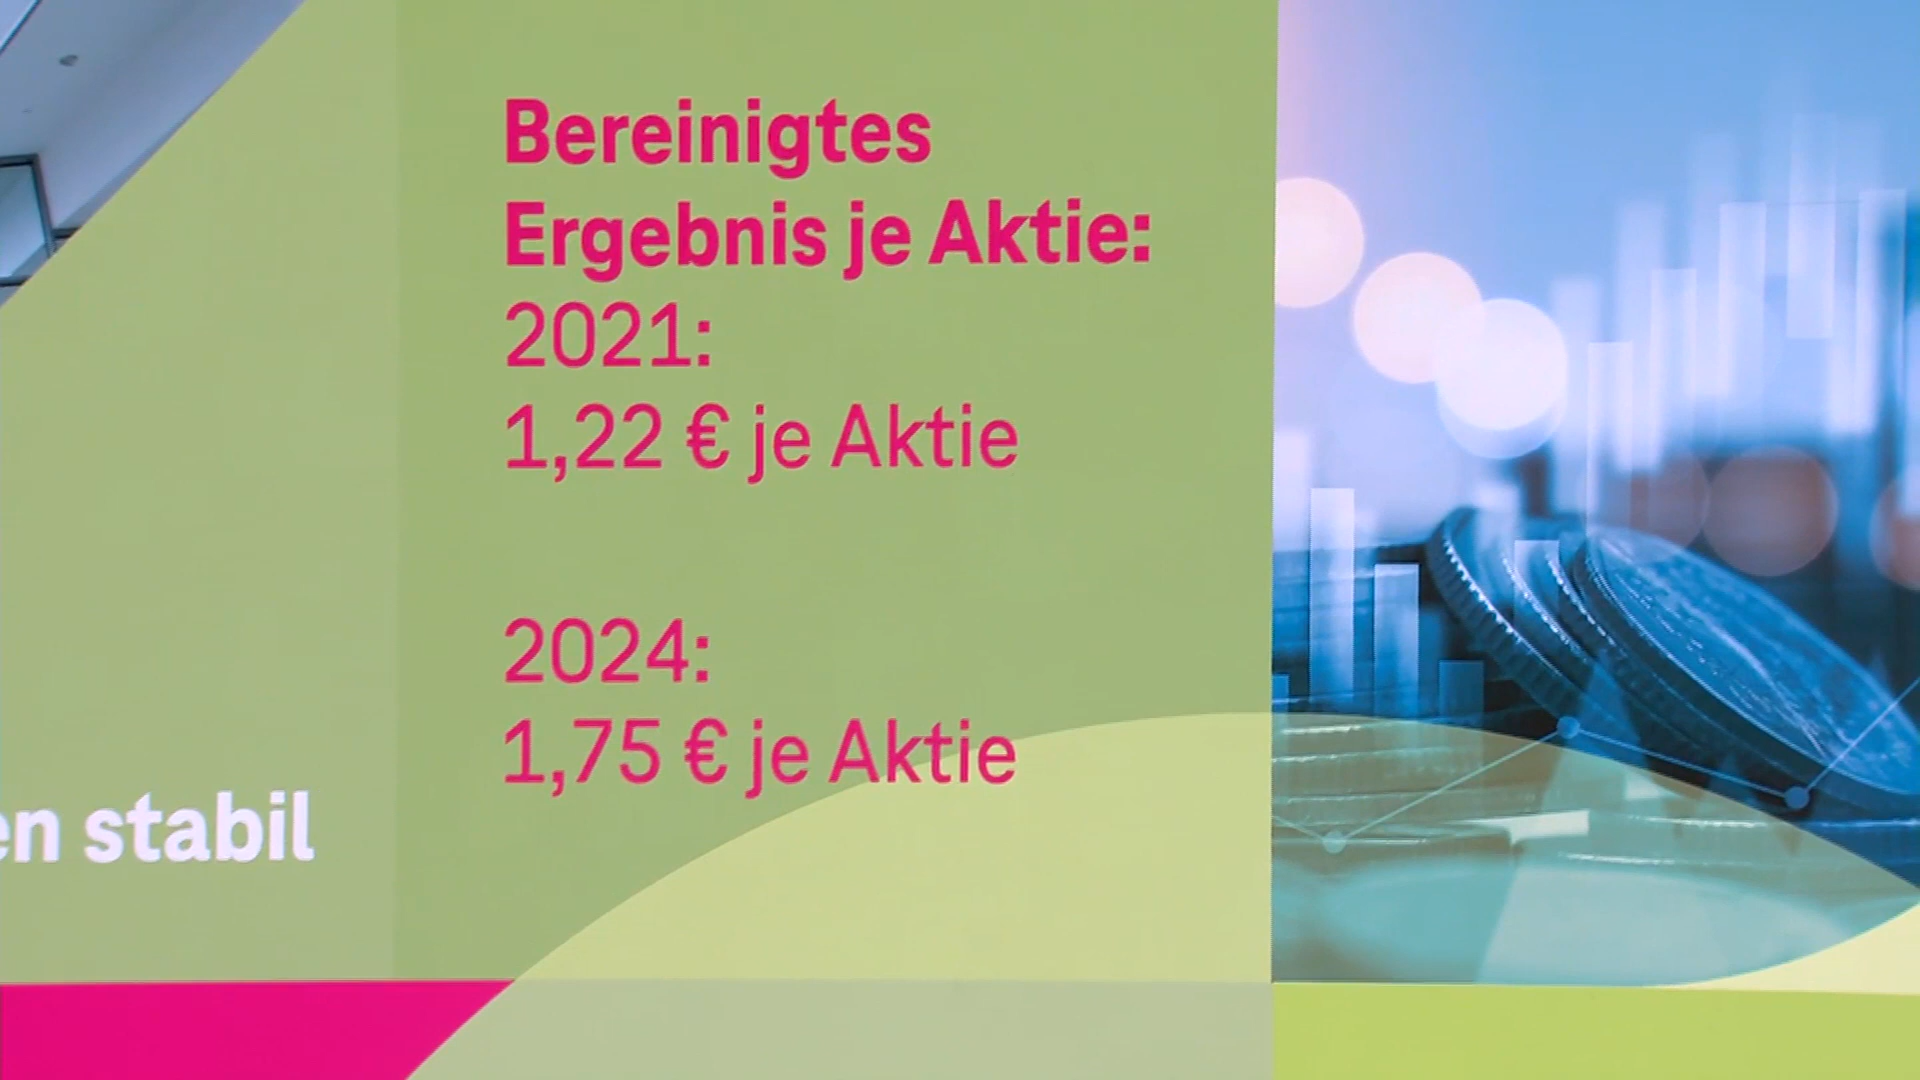 Bereinigtes
Ergebnis je Aktie:
2021:
1,22 € je Aktie
2024:
1,75 € je Aktie
en stabil